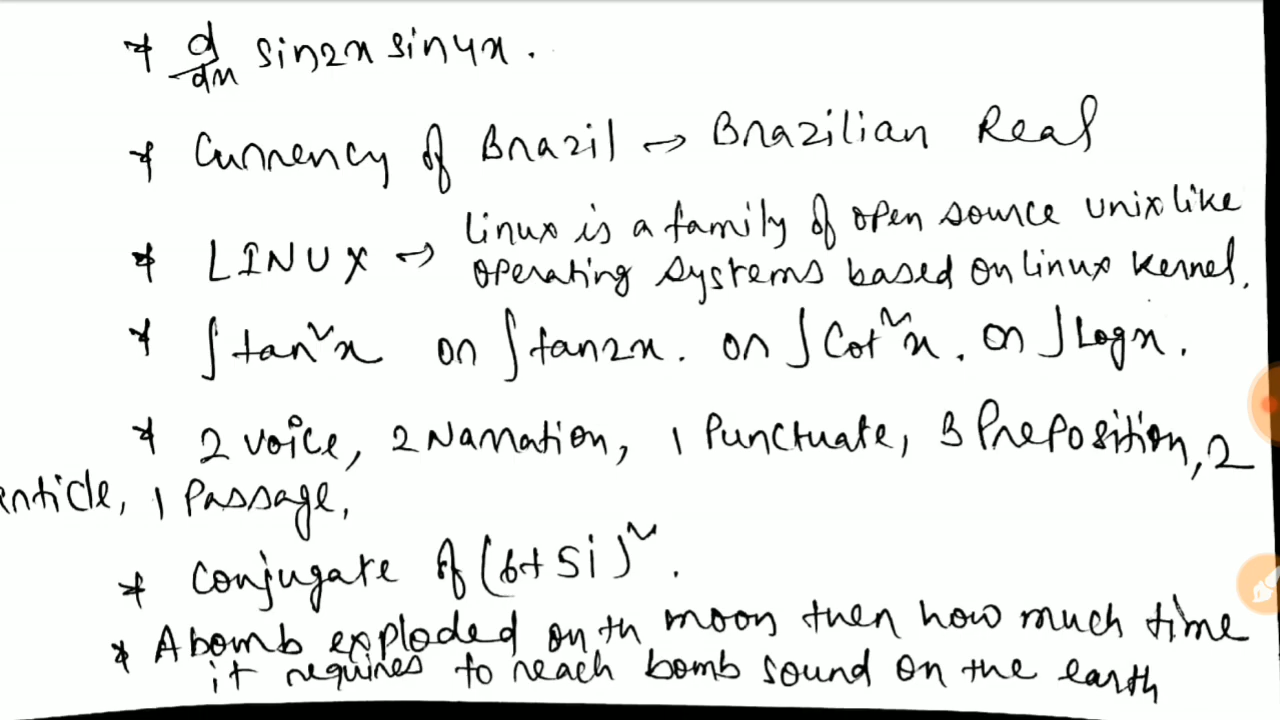 * d/dx sin2x sin4x.
* Currency of Brazil → Brazilian Real
* LINUX → Linux is a family of open source unix like
operating systems based on Linux kernel.
* ∫tan²x or ∫tan2x. or ∫Cot²x. or ∫Logx.
* 2 voice, 2 Narration, 1 Punctuate, 3 Preposition, 2
article, 1 Passage,
* Conjugate of (6+5i)².
* A bomb exploded on th moon then how much time
it requires to reach bomb sound on the earth